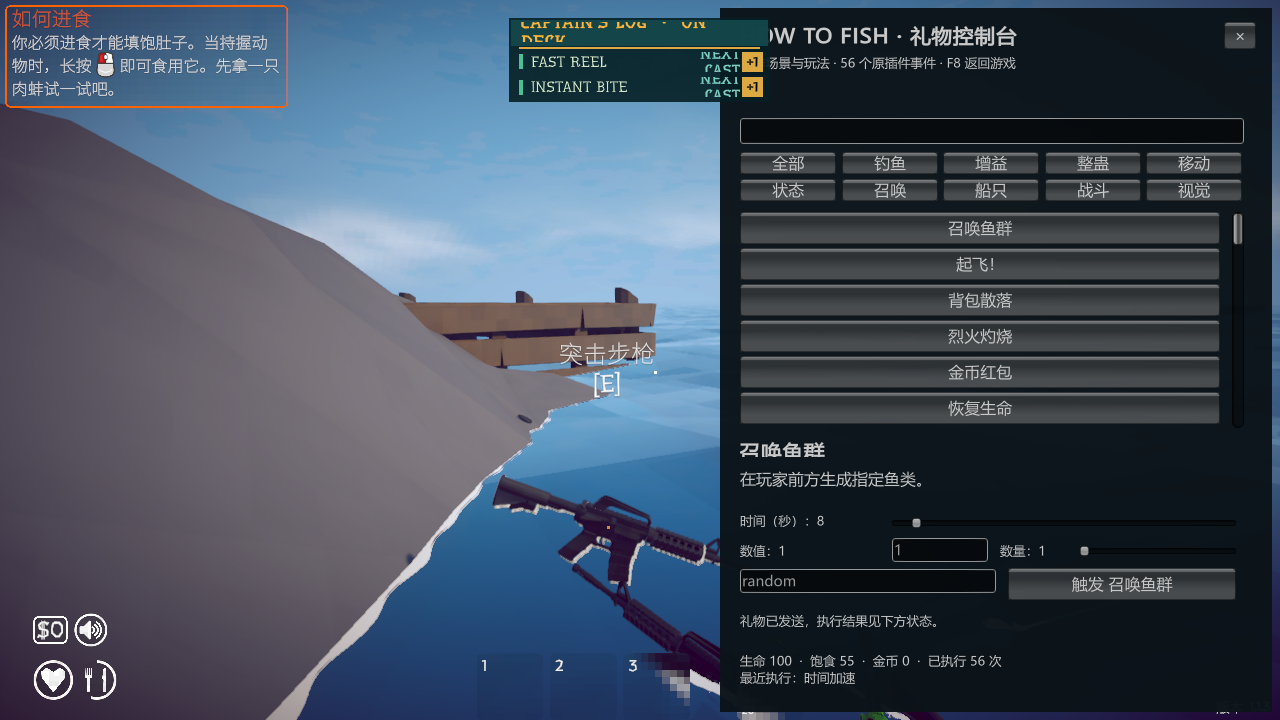 如何进食
你必须进食才能填饱肚子。当持握动
物时，长按 即可食用它。先拿一只
肉蛑试一试吧。
CAPTAIN'S LOG · ON
DECK
FAST REEL
NEXT
CAST
+1
INSTANT BITE
NEXT
CAST
+1
OW TO FISH · 礼物控制台
×
场景与玩法 · 56 个原插件事件 · F8 返回游戏
全部
钓鱼
增益
整蛊
移动
状态
召唤
船只
战斗
视觉
召唤鱼群
起飞！
背包散落
烈火灼烧
金币红包
恢复生命
召唤鱼群
在玩家前方生成指定鱼类。
时间（秒）：8
数值：1
1
数量：1
random
触发 召唤鱼群
礼物已发送，执行结果见下方状态。
生命 100 · 饱食 55 · 金币 0 · 已执行 56 次
最近执行：时间加速
突击步枪
[E]
$0
1
2
3